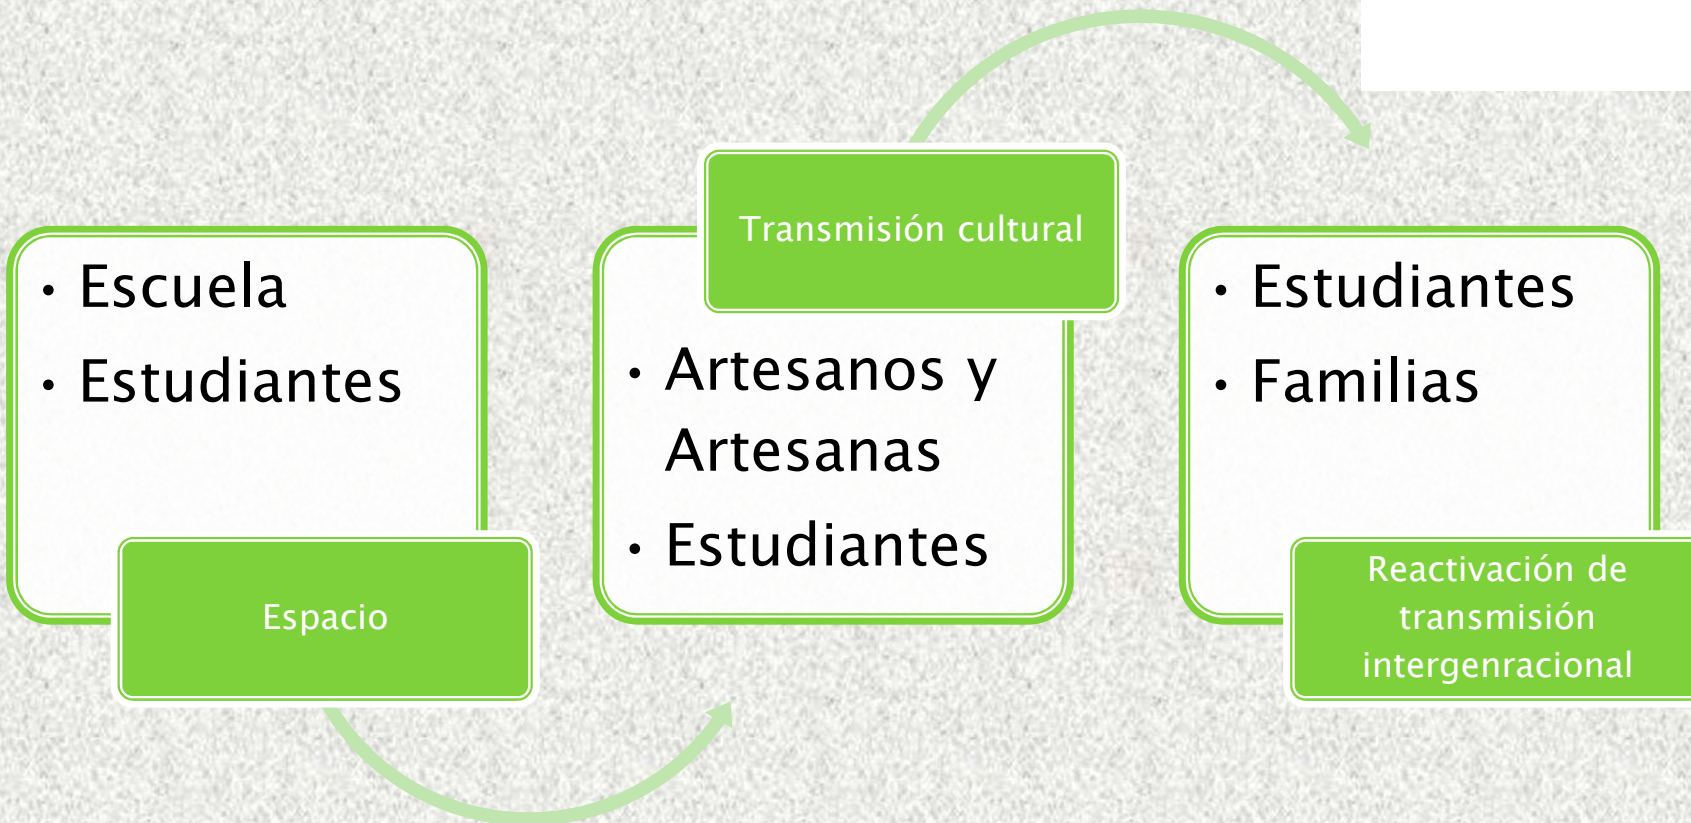 • Escuela
• Estudiantes
Espacio
Transmisión cultural
• Artesanos y
Artesanas
• Estudiantes
• Estudiantes
• Familias
Reactivación de
transmisión
intergenracional